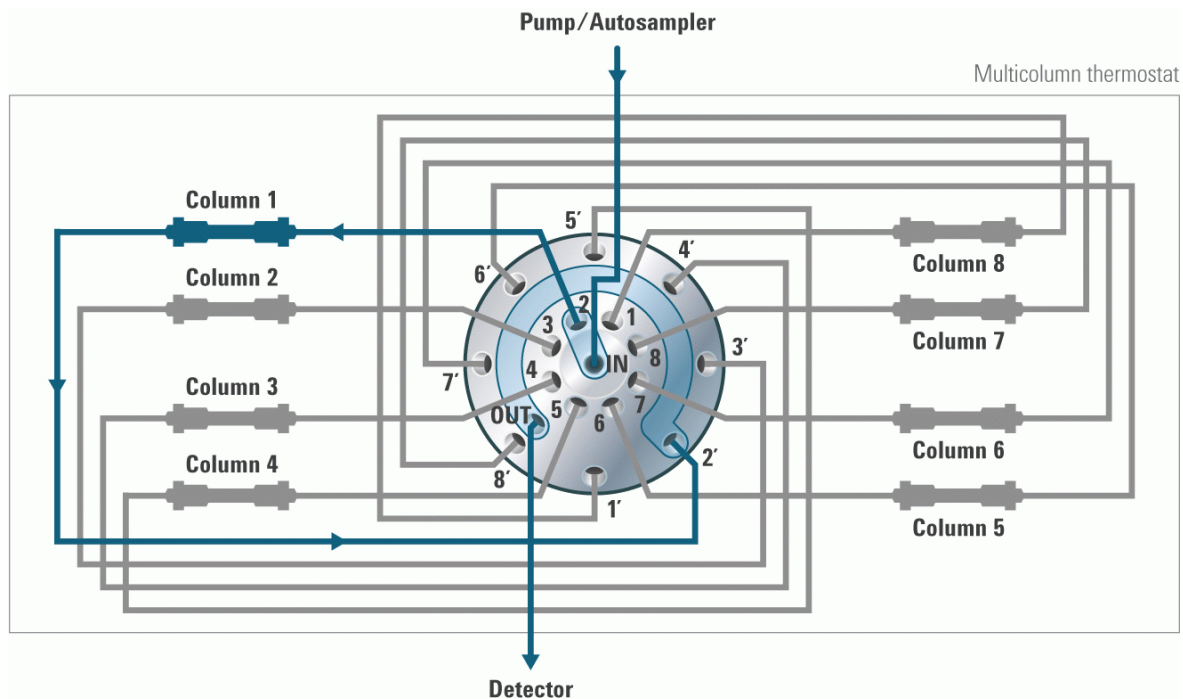 Pump/Autosampler
Multicolumn thermostat
Column 1
5′
4′
Column 8
6′
Column 2
2
1
3
Column 7
7′
4
IN
8
3′
Column 3
OUT
5
6
7
Column 6
8′
2′
Column 4
1′
Column 5
Detector